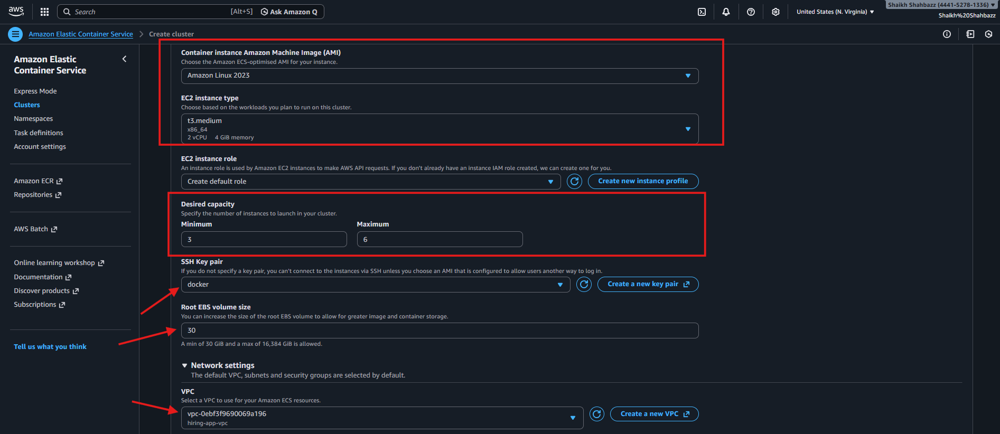 aws
Search
[Alt+S]
Ask Amazon Q
United States (N. Virginia)
Shaikh Shahbazz (4441-5278-1336)
Shaikh%20Shahbazz
Amazon Elastic Container Service
Create cluster
Amazon Elastic
Container Service
Express Mode
Clusters
Namespaces
Task definitions
Account settings
Amazon ECR
Repositories
AWS Batch
Online learning workshop
Documentation
Discover products
Subscriptions
Tell us what you think
Container instance Amazon Machine Image (AMI)
Choose the Amazon ECS-optimised AMI for your instance.
Amazon Linux 2023
EC2 instance type
Choose based on the workloads you plan to run on this cluster.
t3.medium
x86_64
2 vCPU 4 GiB memory
EC2 instance role
An instance role is used by Amazon EC2 instances to make AWS API requests. If you don't already have an instance IAM role created, we can create one for you.
Create default role
Create new instance profile
Desired capacity
Specify the number of instances to launch in your cluster.
Minimum Maximum
3 6
SSH Key pair
If you do not specify a key pair, you can't connect to the instances via SSH unless you choose an AMI that is configured to allow users another way to log in.
docker
Create a new key pair
Root EBS volume size
You can increase the size of the root EBS volume to allow for greater image and container storage.
30
A min of 30 GiB and a max of 16,384 GiB is allowed.
Network settings
The default VPC, subnets and security groups are selected by default.
VPC
Select a VPC to use for your Amazon ECS resources.
vpc-0ebf3f9690069a196
hiring-app-vpc
Create a new VPC